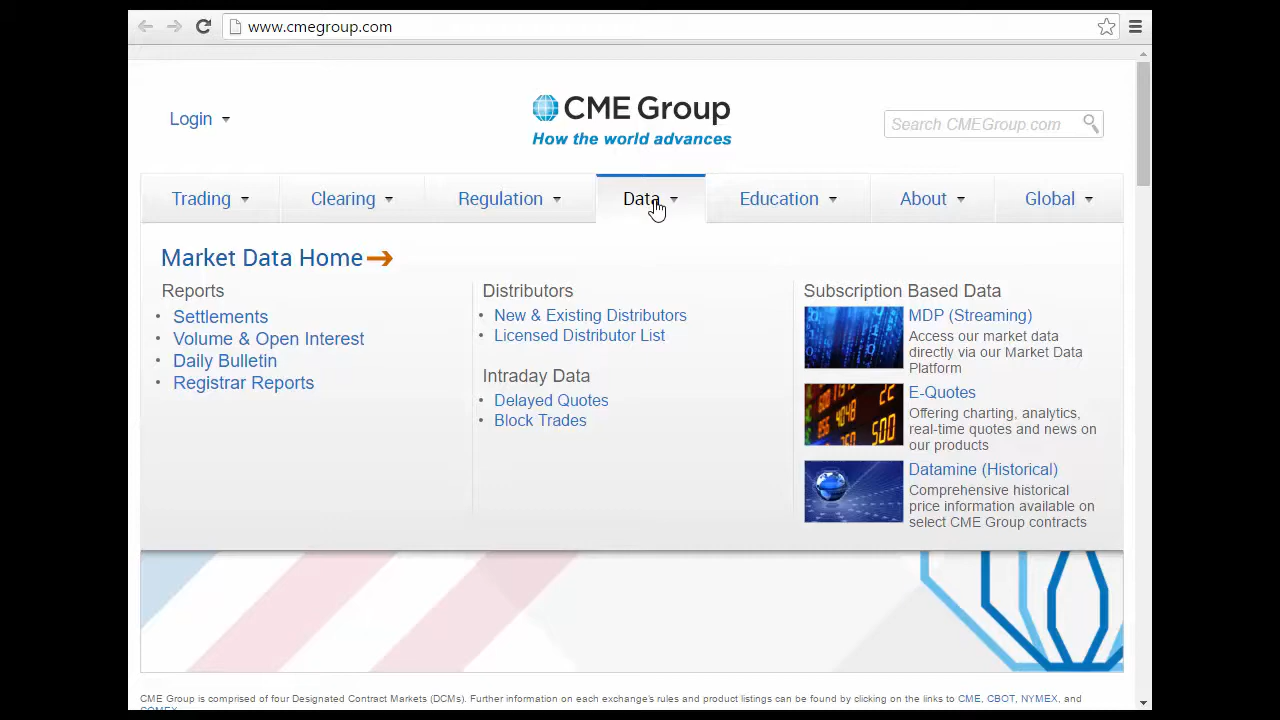 www.cmegroup.com
Login
CME Group
How the world advances
Search CMEGroup.com
Trading
Clearing
Regulation
Data
Education
About
Global
Market Data Home
Reports
• Settlements
• Volume & Open Interest
• Daily Bulletin
• Registrar Reports
Distributors
• New & Existing Distributors
• Licensed Distributor List
Intraday Data
• Delayed Quotes
• Block Trades
Subscription Based Data
MDP (Streaming)
Access our market data
directly via our Market Data
Platform
E-Quotes
Offering charting, analytics,
real-time quotes and news on
our products
Datamine (Historical)
Comprehensive historical
price information available on
select CME Group contracts
CME Group is comprised of four Designated Contract Markets (DCMs). Further information on each exchange's rules and product listings can be found by clicking on the links to CME, CBOT, NYMEX, and